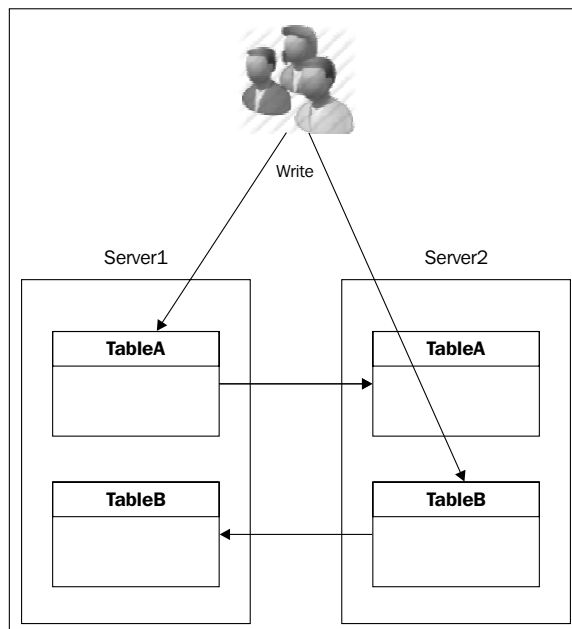 Write
Server1
Server2
TableA
TableA
TableB
TableB